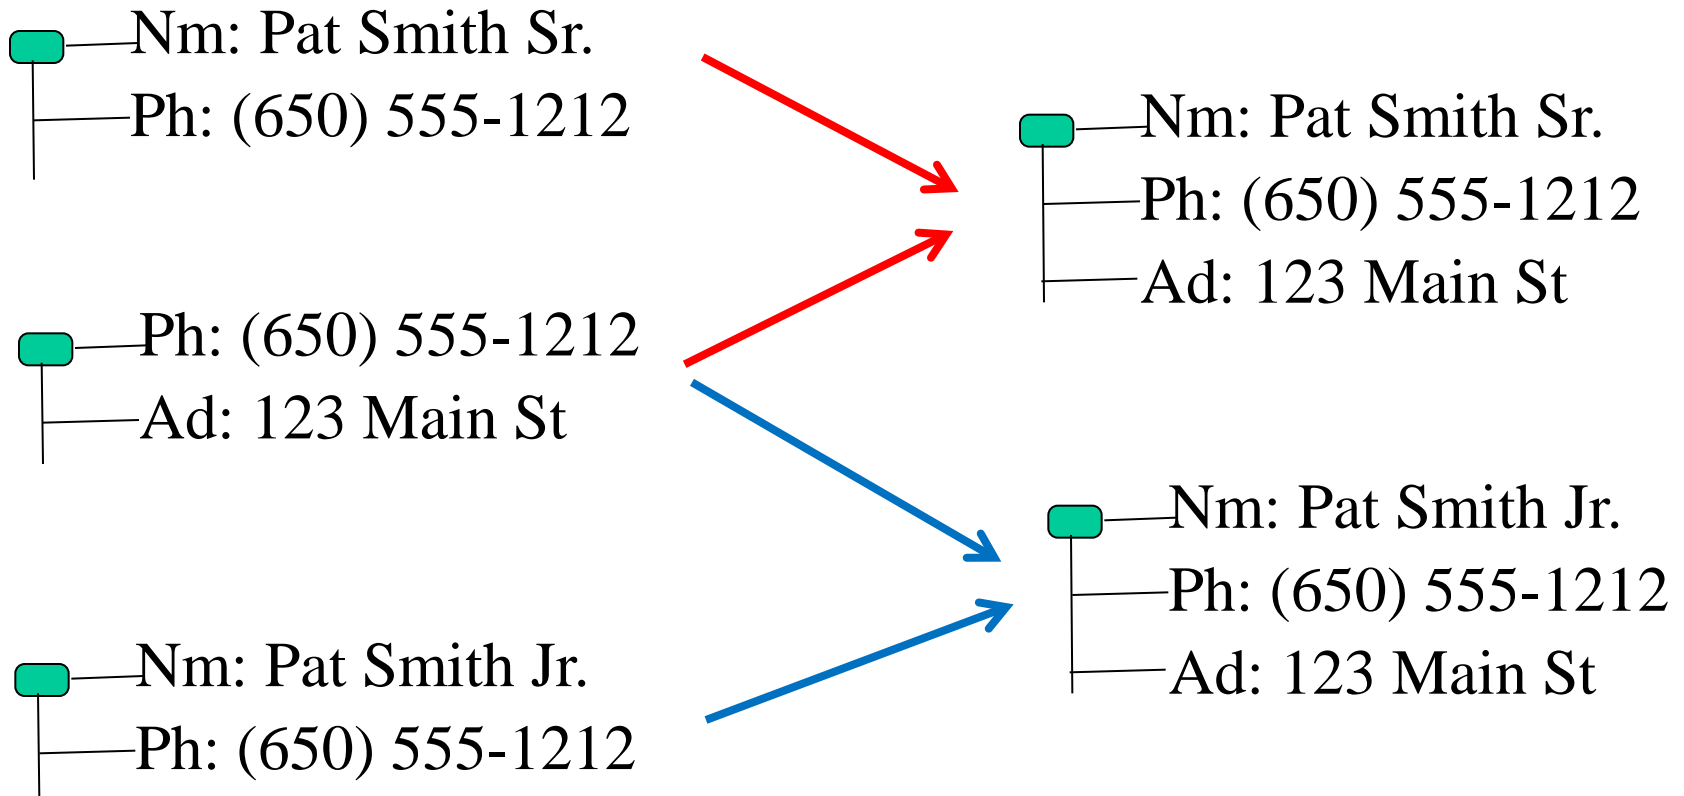 Nm: Pat Smith Sr.
Ph: (650) 555-1212
Ph: (650) 555-1212
Ad: 123 Main St
Nm: Pat Smith Jr.
Ph: (650) 555-1212
Nm: Pat Smith Sr.
Ph: (650) 555-1212
Ad: 123 Main St
Nm: Pat Smith Jr.
Ph: (650) 555-1212
Ad: 123 Main St